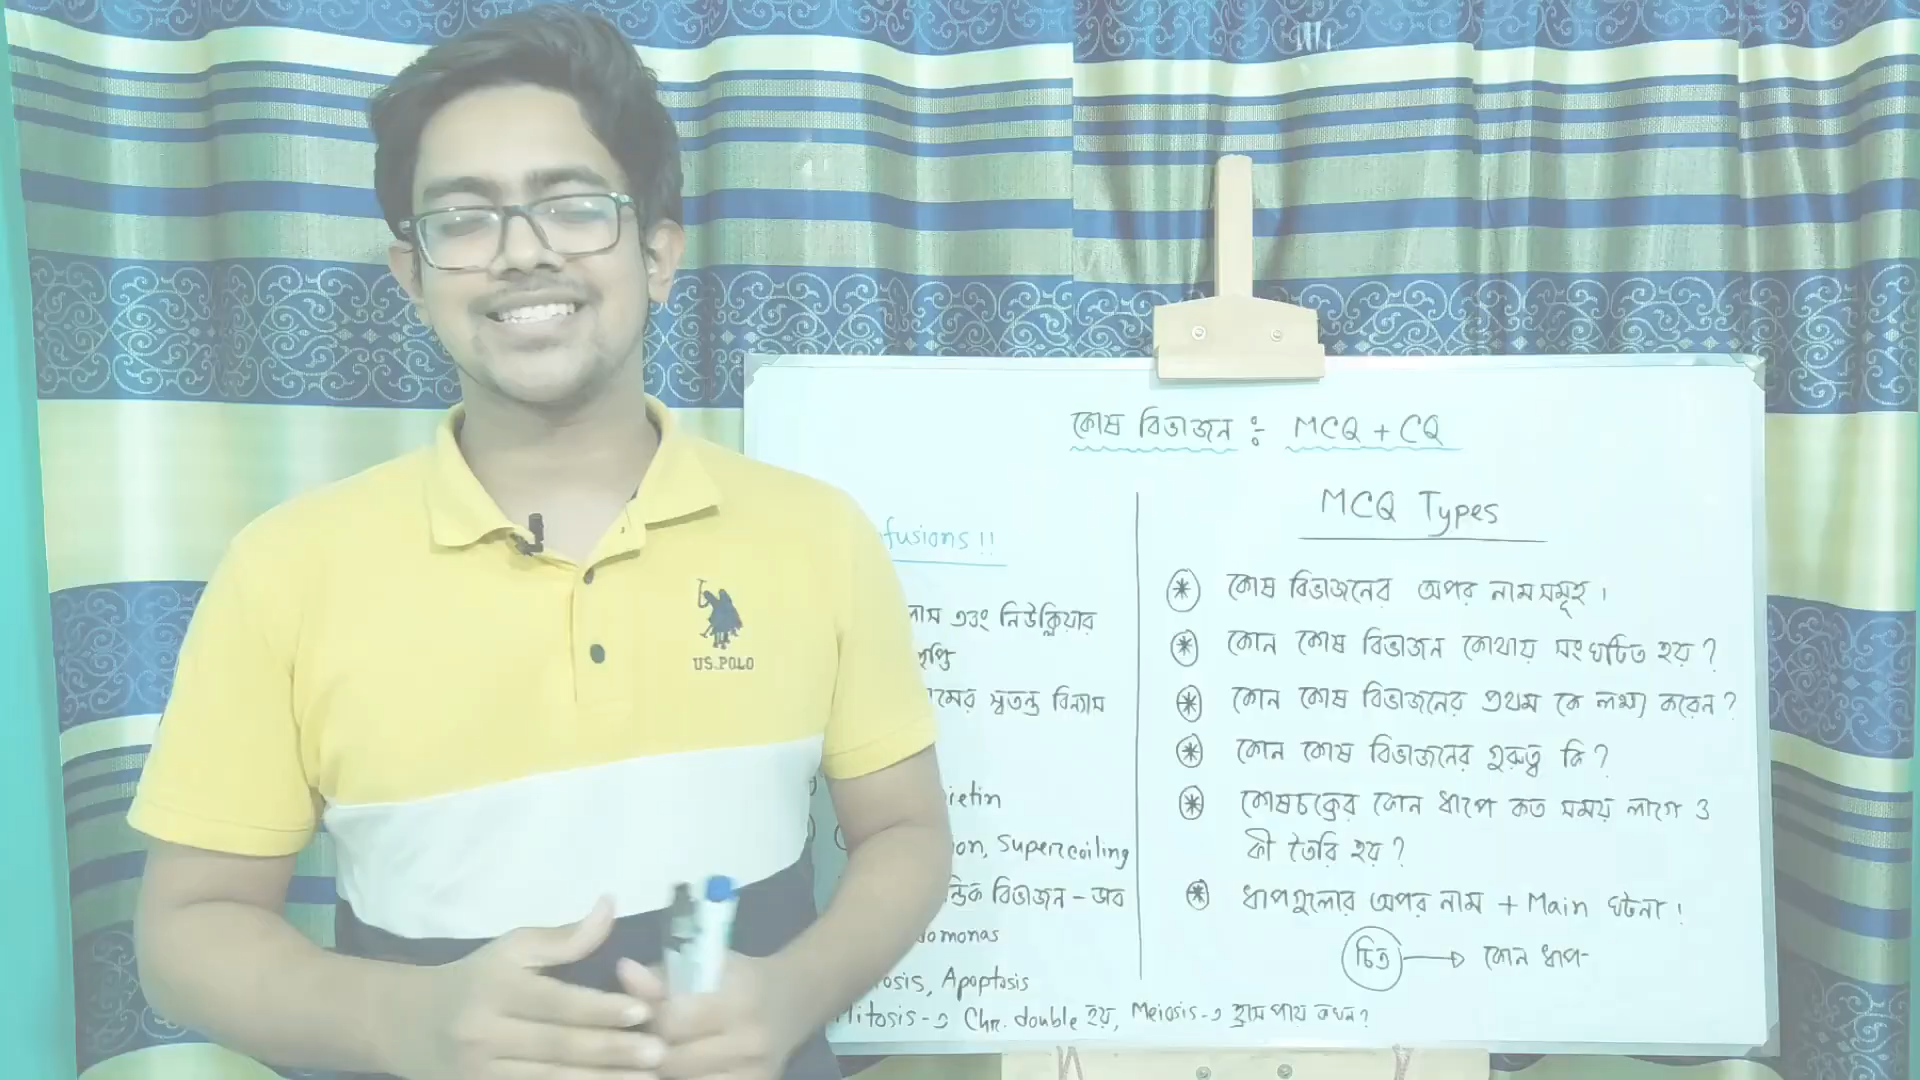 কোষ বিভাজন ঃ MCQ + CQ
fusions !!
এবং নিউক্লিয়ার
স্বতন্ত্র বিন্যাস
ietin
on, Supercoiling
বিভাজন - ডাব
domonas
osis, Apoptosis
Mitosis-এ Chr. double হয়, Meiosis-এ হ্রাস পায় কখন?
MCQ Types
* কোষ বিভাজনের অপর নামসমূহ।
* কোন কোষ বিভাজন কোথায় সংঘটিত হয়?
* কোন কোষ বিভাজনের প্রথম কে লক্ষ্য করেন?
* কোন কোষ বিভাজনের গুরুত্ব কি?
* কোষচক্রের কোন ধাপে কত সময় লাগে ও
কী তৈরি হয়?
* ধাপগুলোর অপর নাম + Main ঘটনা!
চিত্র → কোন ধাপ-
U.S. POLO